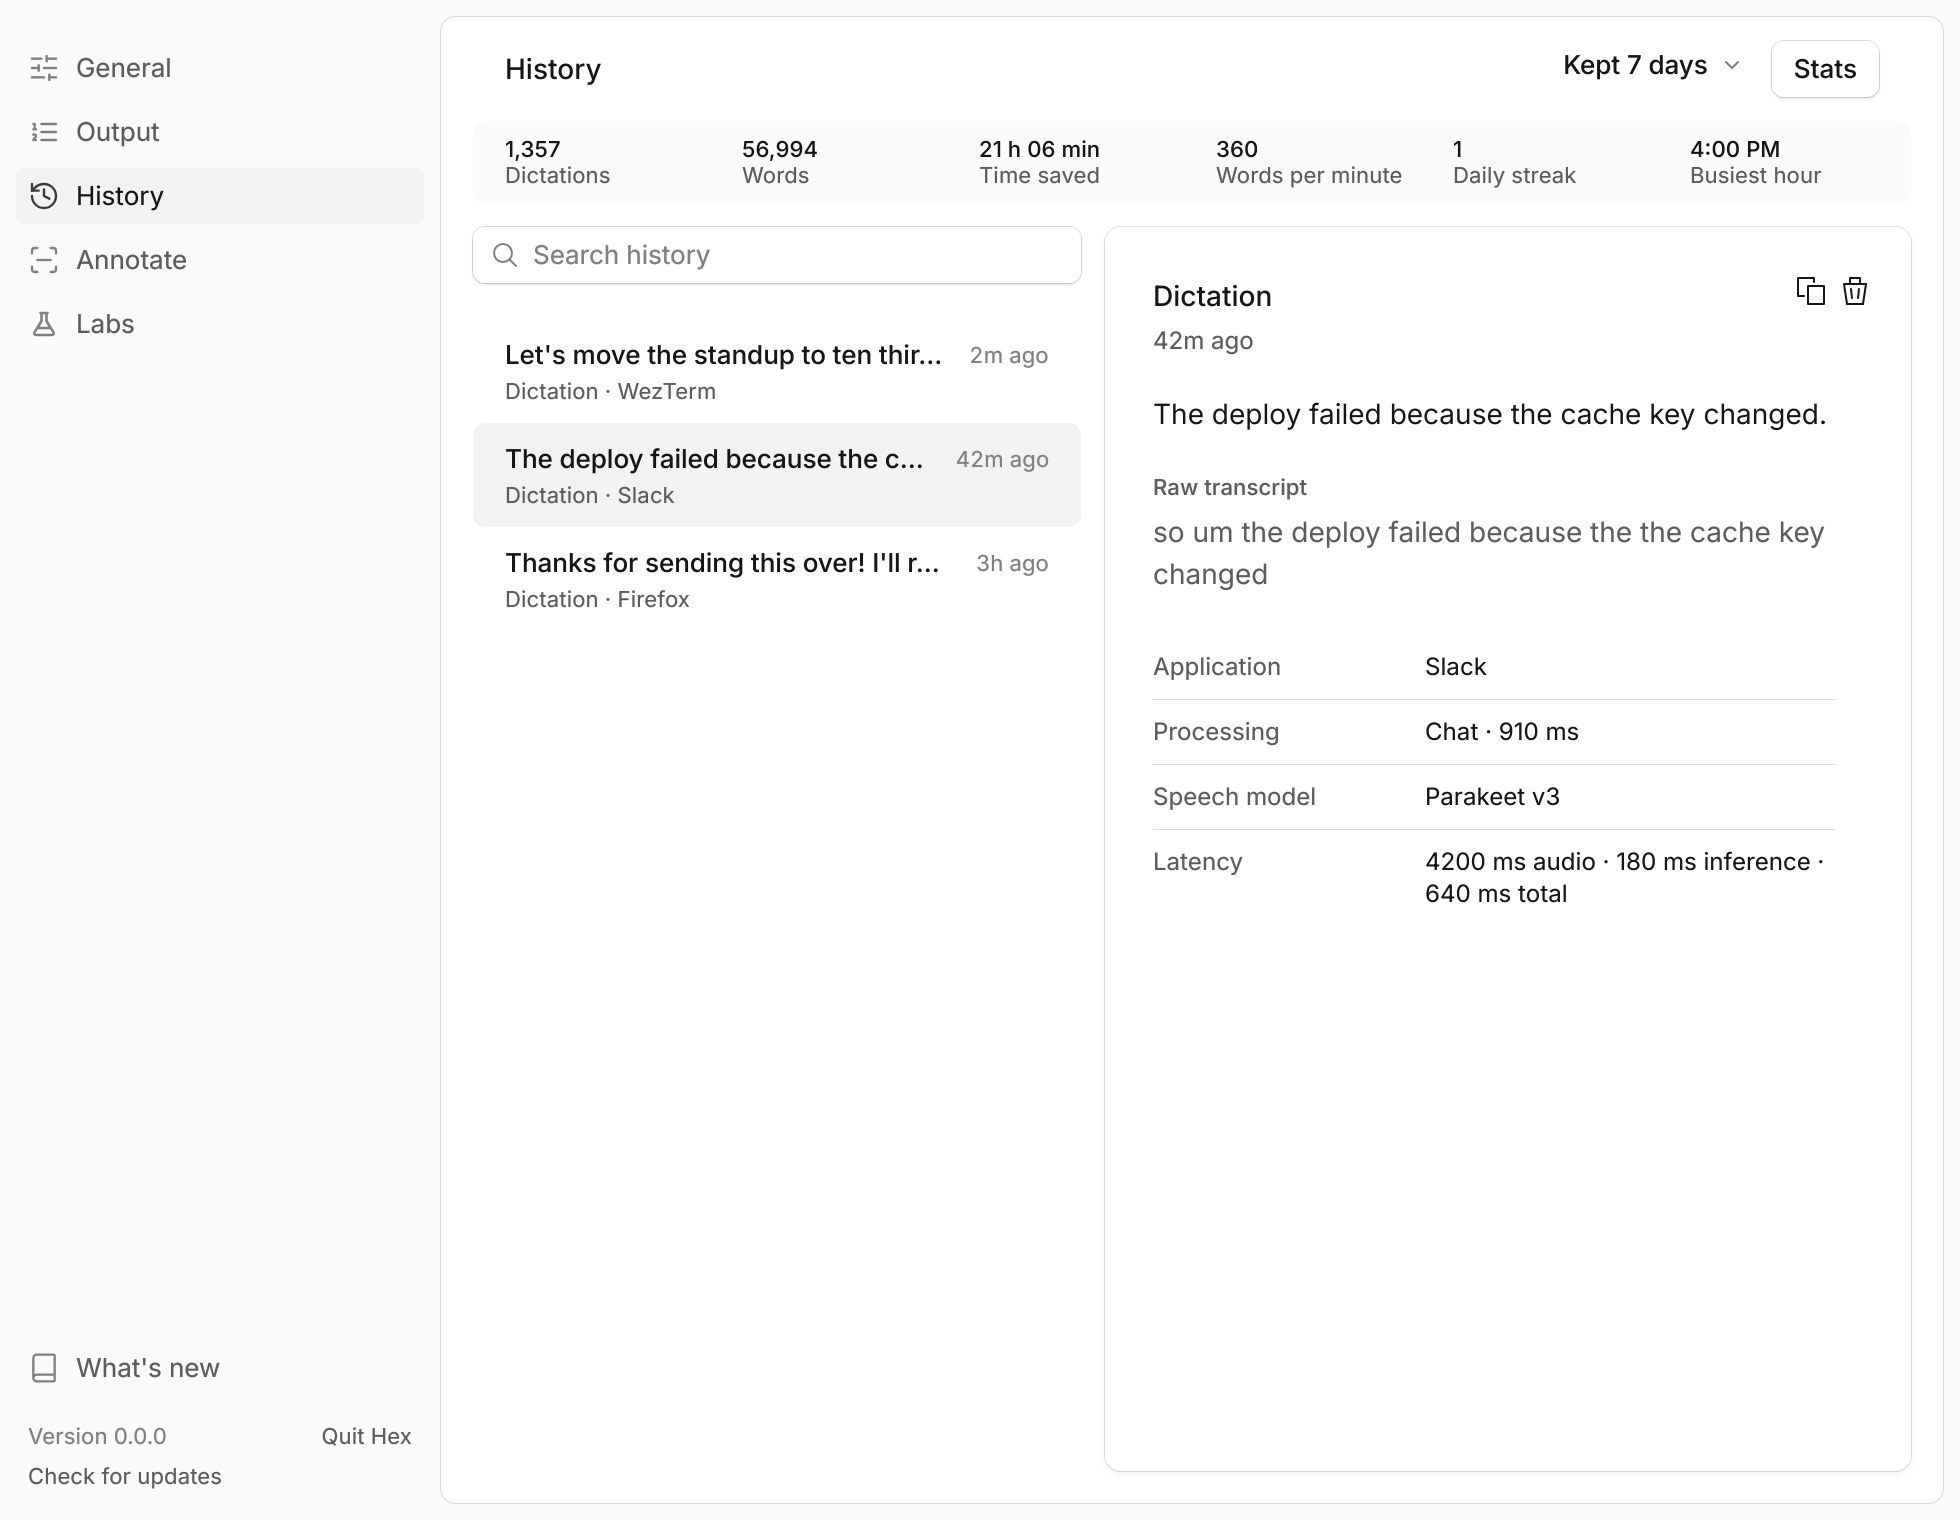 General
Output
History
Annotate
Labs
What's new
Version 0.0.0
Quit Hex
Check for updates
History
Kept 7 days
Stats
1,357
Dictations
56,994
Words
21 h 06 min
Time saved
360
Words per minute
1
Daily streak
4:00 PM
Busiest hour
Search history
Let's move the standup to ten thir...
2m ago
Dictation · WezTerm
The deploy failed because the c...
42m ago
Dictation · Slack
Thanks for sending this over! I'll r...
3h ago
Dictation · Firefox
Dictation
42m ago
The deploy failed because the cache key changed.
Raw transcript
so um the deploy failed because the the cache key
changed
Application
Slack
Processing
Chat · 910 ms
Speech model
Parakeet v3
Latency
4200 ms audio · 180 ms inference ·
640 ms total